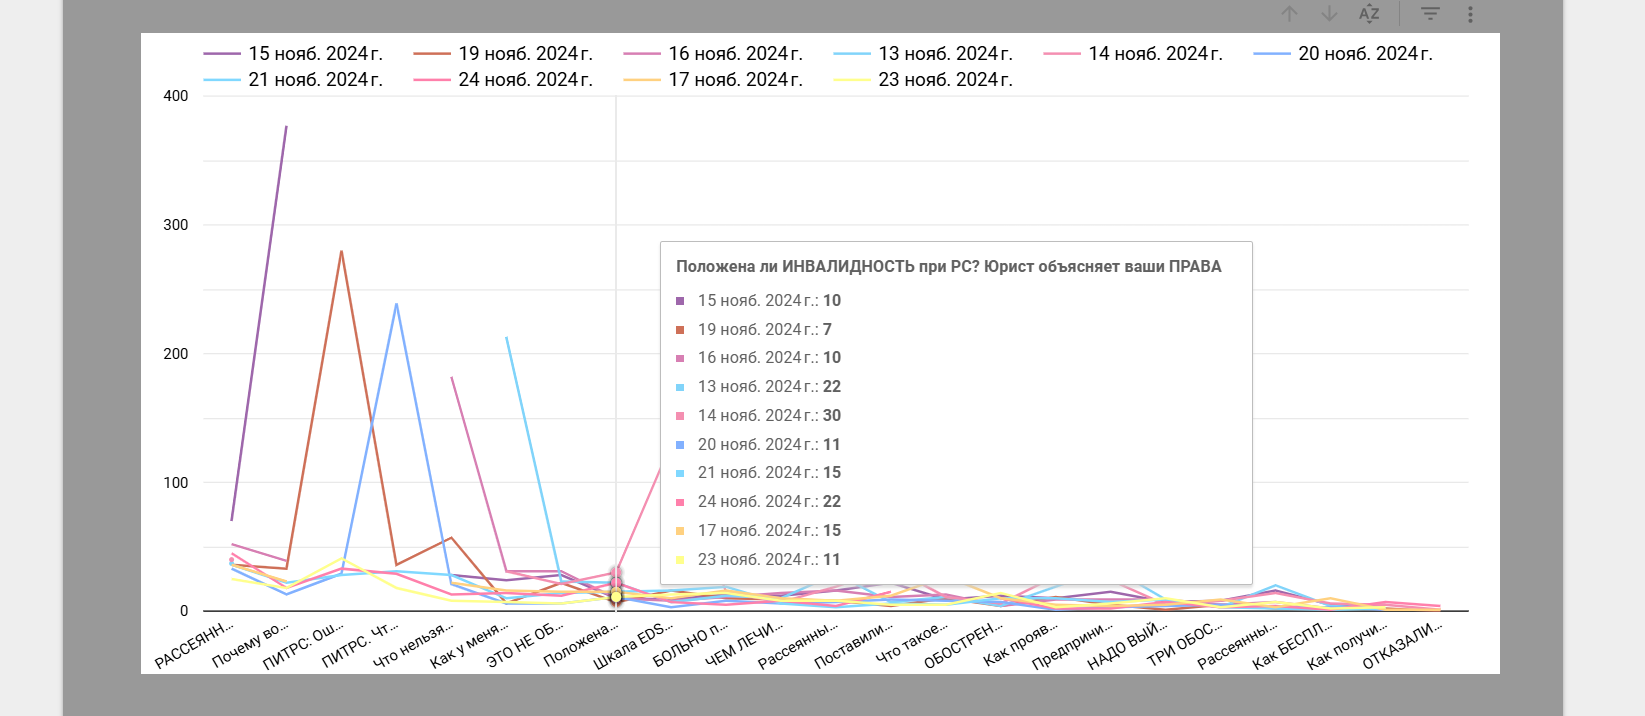 AZ
15 нояб. 2024 г. 19 нояб. 2024 г. 16 нояб. 2024 г. 13 нояб. 2024 г. 14 нояб. 2024 г. 20 нояб. 2024 г.
21 нояб. 2024 г. 24 нояб. 2024 г. 17 нояб. 2024 г. 23 нояб. 2024 г.
400
300
200
100
0
Положена ли ИНВАЛИДНОСТЬ при РС? Юрист объясняет ваши ПРАВА
15 нояб. 2024 г.: 10
19 нояб. 2024 г.: 7
16 нояб. 2024 г.: 10
13 нояб. 2024 г.: 22
14 нояб. 2024 г.: 30
20 нояб. 2024 г.: 11
21 нояб. 2024 г.: 15
24 нояб. 2024 г.: 22
17 нояб. 2024 г.: 15
23 нояб. 2024 г.: 11
РАССЕЯНН...
Почему во...
ПИТРС: Ош...
ПИТРС. Чт...
Что нельзя...
Как у меня...
ЭТО НЕ ОБ...
Положена...
Шкала EDS...
БОЛЬНО п...
ЧЕМ ЛЕЧИ...
Рассеянны...
Поставили...
Что такое...
ОБОСТРЕН...
Как прояв...
Предприни...
НАДО ВЫЙ...
ТРИ ОБОС...
Рассеянны...
Как БЕСПЛ...
Как получи...
ОТКАЗАЛИ...